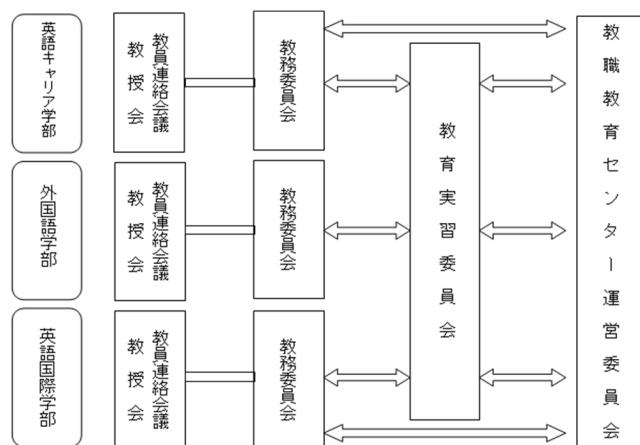 英語キャリア学部
教員連絡会議
教授会
教務委員会
外国語学部
教員連絡会議
教授会
教務委員会
英語国際学部
教員連絡会議
教授会
教務委員会
教育実習委員会
教職教育センター運営委員会